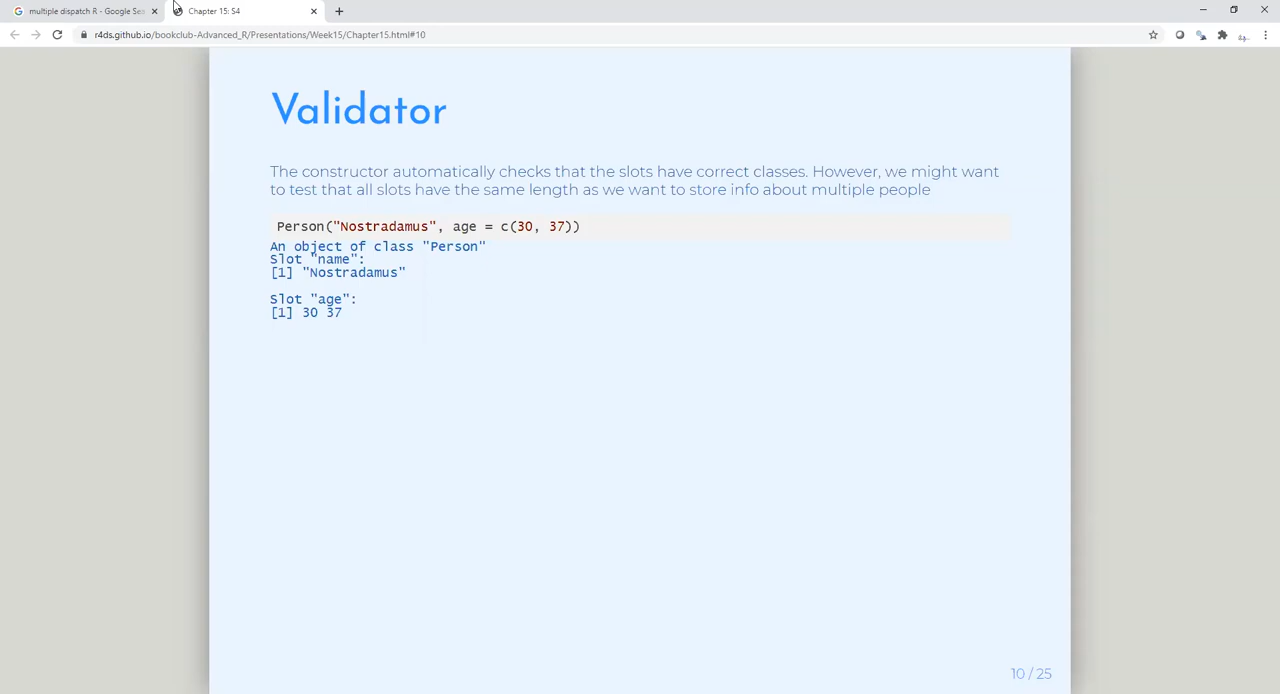 multiple dispatch R - Google Sea
Chapter 15: S4
r4ds.github.io/bookclub-Advanced_R/Presentations/Week15/Chapter15.html#10
Validator
The constructor automatically checks that the slots have correct classes. However, we might want
to test that all slots have the same length as we want to store info about multiple people
Person("Nostradamus", age = c(30, 37))
An object of class "Person"
Slot "name":
[1] "Nostradamus"
Slot "age":
[1] 30 37
10 / 25